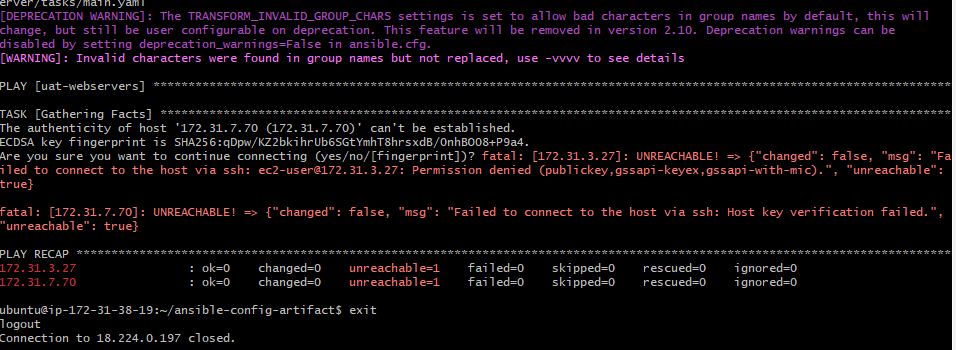 erver/tasks/main.yaml
[DEPRECATION WARNING]: The TRANSFORM_INVALID_GROUP_CHARS settings is set to allow bad characters in group names by default, this will
change, but still be user configurable on deprecation. This feature will be removed in version 2.10. Deprecation warnings can be
disabled by setting deprecation_warnings=False in ansible.cfg.
[WARNING]: Invalid characters were found in group names but not replaced, use -vvvv to see details
PLAY [uat-webservers] ******************************************************************************************************************
TASK [Gathering Facts] *****************************************************************************************************************
The authenticity of host '172.31.7.70 (172.31.7.70)' can't be established.
ECDSA key fingerprint is SHA256:qDpw/KZ2bkihrUb6SGtYmhT8hrsxdB/OnhBOO8+P9a4.
Are you sure you want to continue connecting (yes/no/[fingerprint])? fatal: [172.31.3.27]: UNREACHABLE! => {"changed": false, "msg": "Fa
iled to connect to the host via ssh: ec2-user@172.31.3.27: Permission denied (publickey,gssapi-keyex,gssapi-with-mic).", "unreachable":
true}
fatal: [172.31.7.70]: UNREACHABLE! => {"changed": false, "msg": "Failed to connect to the host via ssh: Host key verification failed.",
"unreachable": true}
PLAY RECAP *****************************************************************************************************************************
172.31.3.27 : ok=0 changed=0 unreachable=1 failed=0 skipped=0 rescued=0 ignored=0
172.31.7.70 : ok=0 changed=0 unreachable=1 failed=0 skipped=0 rescued=0 ignored=0
ubuntu@ip-172-31-38-19:~/ansible-config-artifact$ exit
logout
Connection to 18.224.0.197 closed.